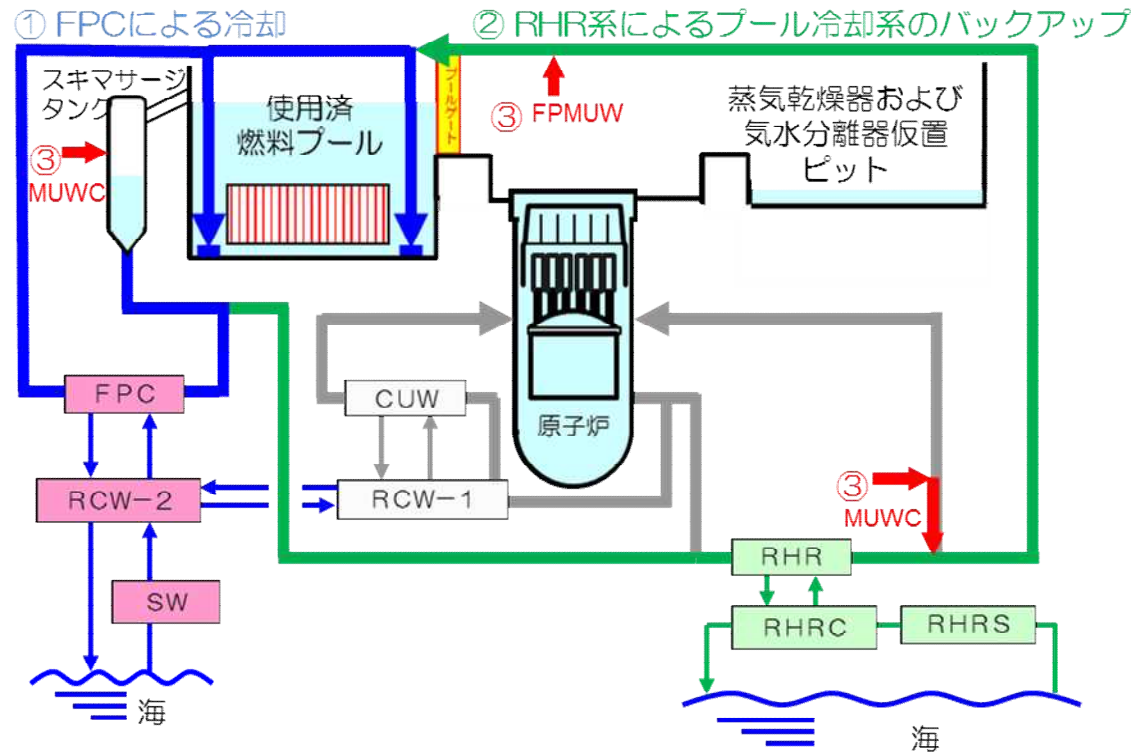 ① FPCによる冷却
② RHR系によるプール冷却系のバックアップ
スキマサージ
タンク
使用済
燃料プール
プールゲート
③ FPMUW
蒸気乾燥器および
気水分離器仮置
ピット
③
MUWC
原子炉
FPC
CUW
RCW-2
RCW-1
③
MUWC
SW
RHR
RHRC
RHRS
海
海